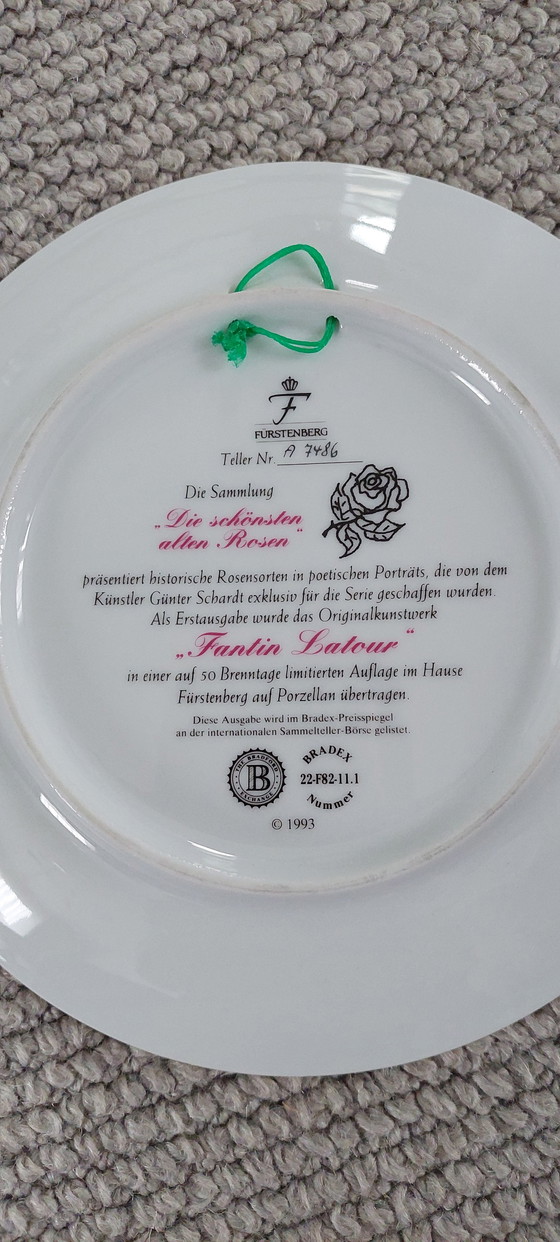 F
FÜRSTENBERG
Teller Nr. A 7486
Die Sammlung
„Die schönsten
alten Rosen“
präsentiert historische Rosensorten in poetischen Porträts, die von dem
Künstler Günter Schardt exklusiv für die Serie geschaffen wurden.
Als Erstausgabe wurde das Originalkunstwerk
„Fantin Latour“
in einer auf 50 Brenntage limitierten Auflage im Hause
Fürstenberg auf Porzellan übertragen.
Diese Ausgabe wird im Bradex-Preisspiegel
an der internationalen Sammelteller-Börse gelistet.
THE BRADFORD
B
EXCHANGE
BRADEX
22-F82-11.1
Nummer
© 1993